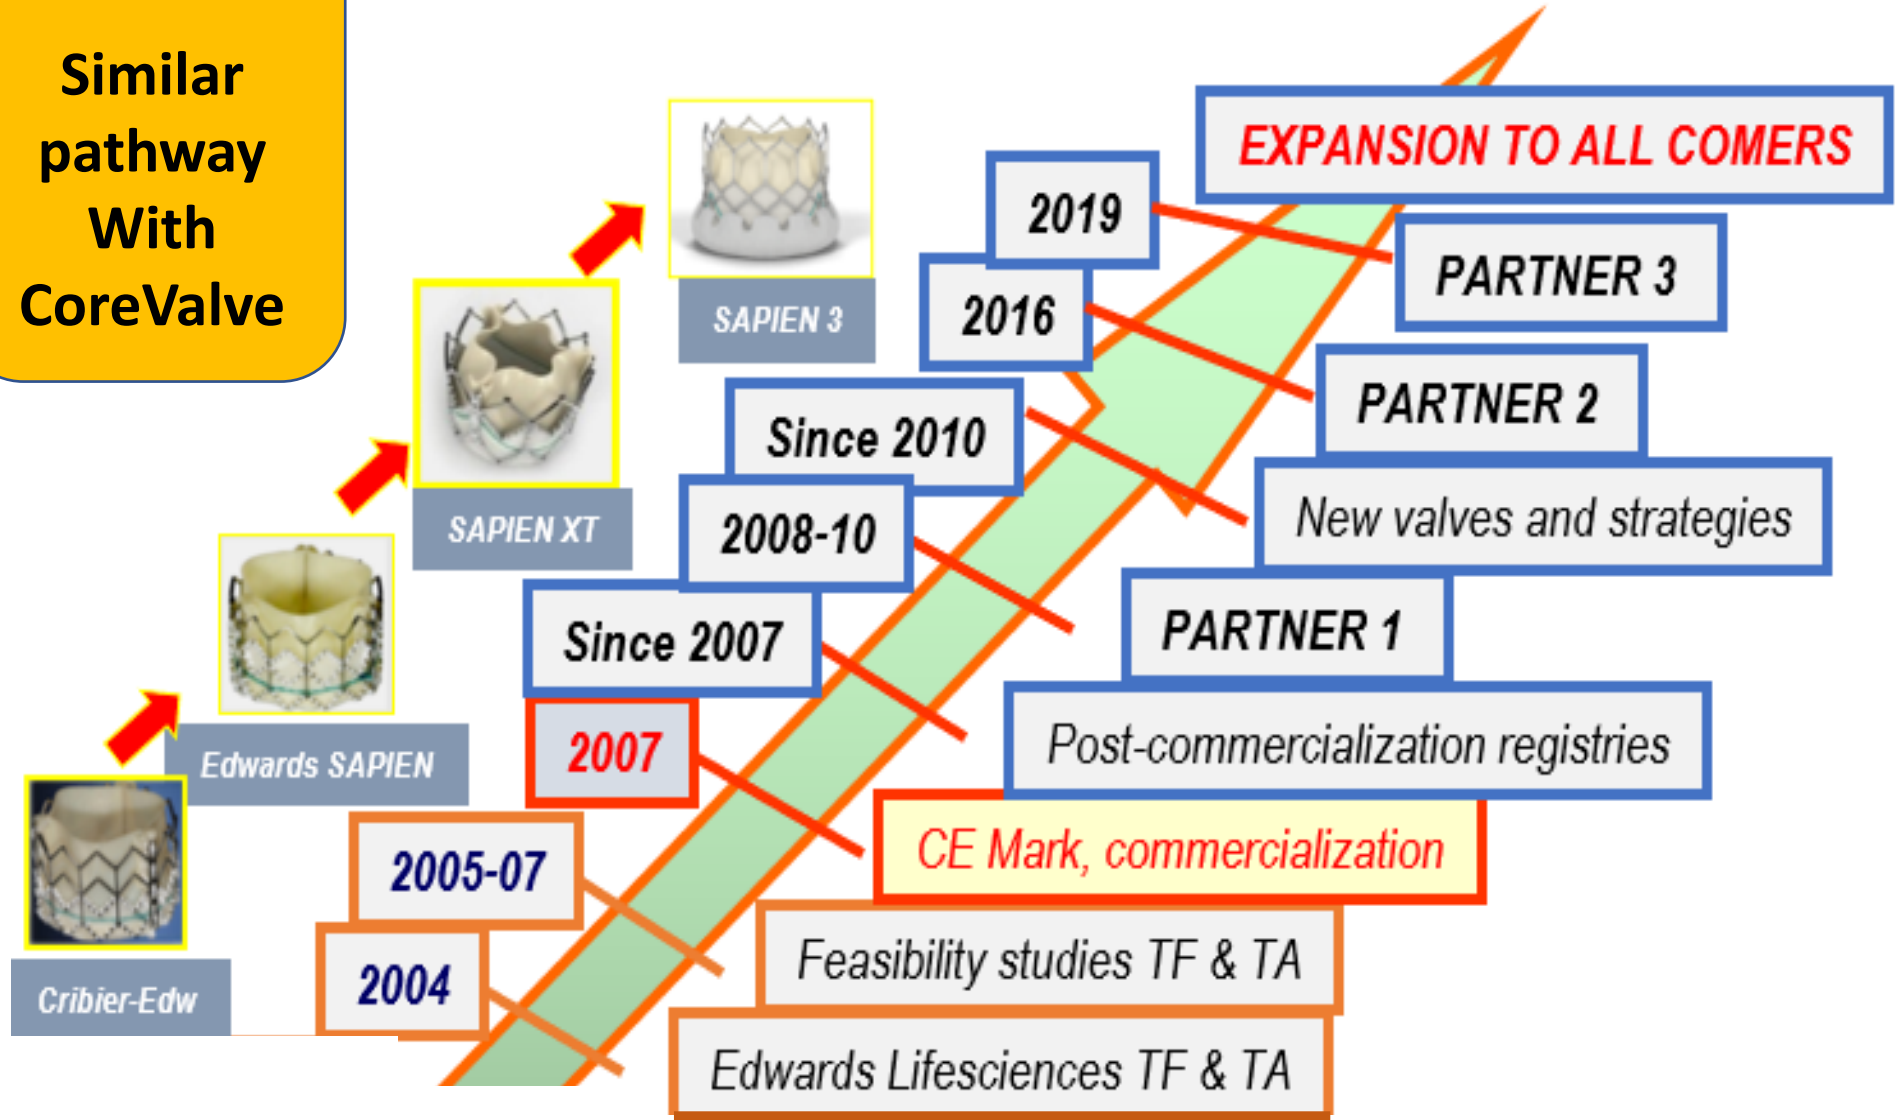 Similar
pathway
With
CoreValve
EXPANSION TO ALL COMERS
2019
PARTNER 3
2016
PARTNER 2
Since 2010
New valves and strategies
2008-10
PARTNER 1
Since 2007
Post-commercialization registries
2007
CE Mark, commercialization
2005-07
Feasibility studies TF & TA
2004
Edwards Lifesciences TF & TA
SAPIEN 3
SAPIEN XT
Edwards SAPIEN
Cribier-Edw